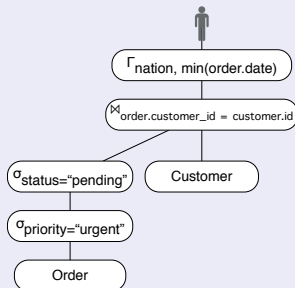 Γnation, min(order.date)
⋈order.customer_id = customer.id
σstatus=“pending”
Customer
σpriority=“urgent”
Order